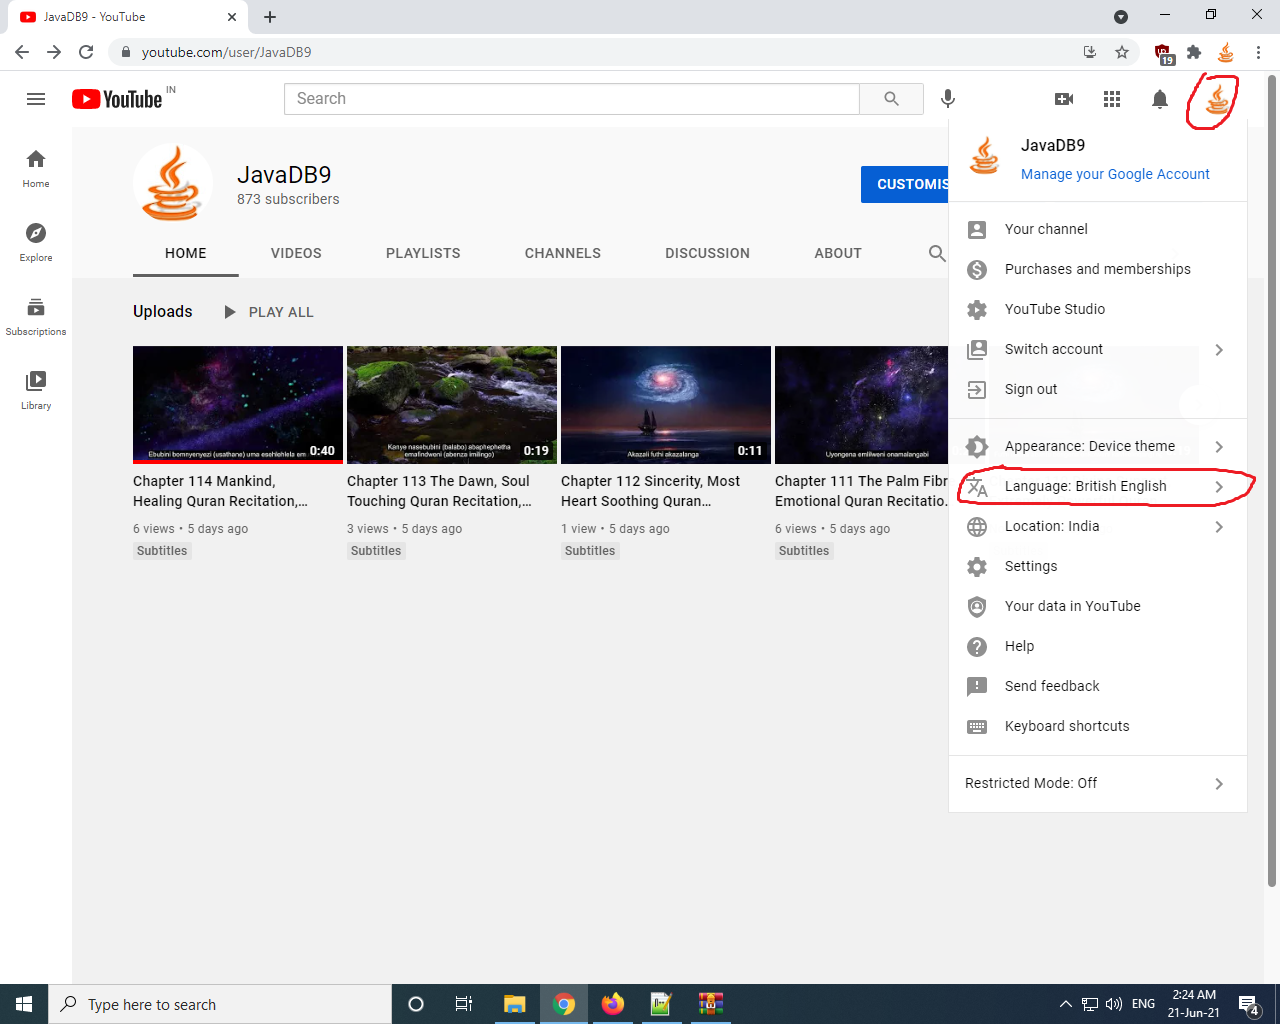 JavaDB9 - YouTube
youtube.com/user/JavaDB9
19
YouTube IN
Search
Home
Explore
Subscriptions
Library
JavaDB9
873 subscribers
CUSTOMIS
HOME VIDEOS PLAYLISTS CHANNELS DISCUSSION ABOUT
Uploads PLAY ALL
Ebubini bomnyenyezi (usathane) uma esehlehlela em 0:40
Chapter 114 Mankind,
Healing Quran Recitation,...
6 views • 5 days ago
Subtitles
Kanye nasebubini (balabo) abaphephetha
emafindweni (abenza imilingo) 0:19
Chapter 113 The Dawn, Soul
Touching Quran Recitation,...
3 views • 5 days ago
Subtitles
Akazali futhi akazalanga 0:11
Chapter 112 Sincerity, Most
Heart Soothing Quran...
1 view • 5 days ago
Subtitles
Uyongena emlilweni onamalangabi
Chapter 111 The Palm Fibr
Emotional Quran Recitatio.
6 views • 5 days ago
Subtitles
JavaDB9
Manage your Google Account
Your channel
Purchases and memberships
YouTube Studio
Switch account
Sign out
Appearance: Device theme
Language: British English
Location: India
Settings
Your data in YouTube
Help
Send feedback
Keyboard shortcuts
Restricted Mode: Off
Type here to search
ENG
2:24 AM
21-Jun-21
4